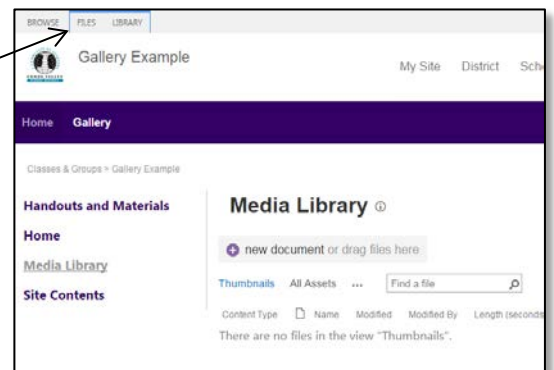 BROWSE FILES LIBRARY
Gallery Example
My Site District
Home Gallery
Classes & Groups > Gallery Example
Handouts and Materials
Home
Media Library
Site Contents
Media Library
new document or drag files here
Thumbnails All Assets ... Find a file
Content Type Name Modified Modified By Length (seconds
There are no files in the view "Thumbnails".